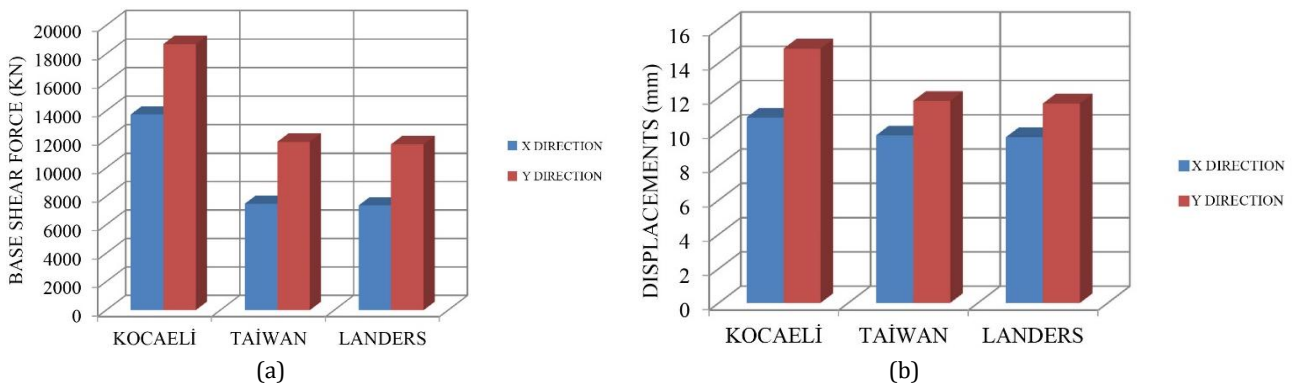 BASE SHEAR FORCE (KN)
20000
18000
16000
14000
12000
10000
8000
6000
4000
2000
0
KOCAELİ TAİWAN LANDERS
X DIRECTION
Y DIRECTION
(a)
DISPLACEMENTS (mm)
16
14
12
10
8
6
4
2
0
KOCAELİ TAİWAN LANDERS
X DIRECTION
Y DIRECTION
(b)